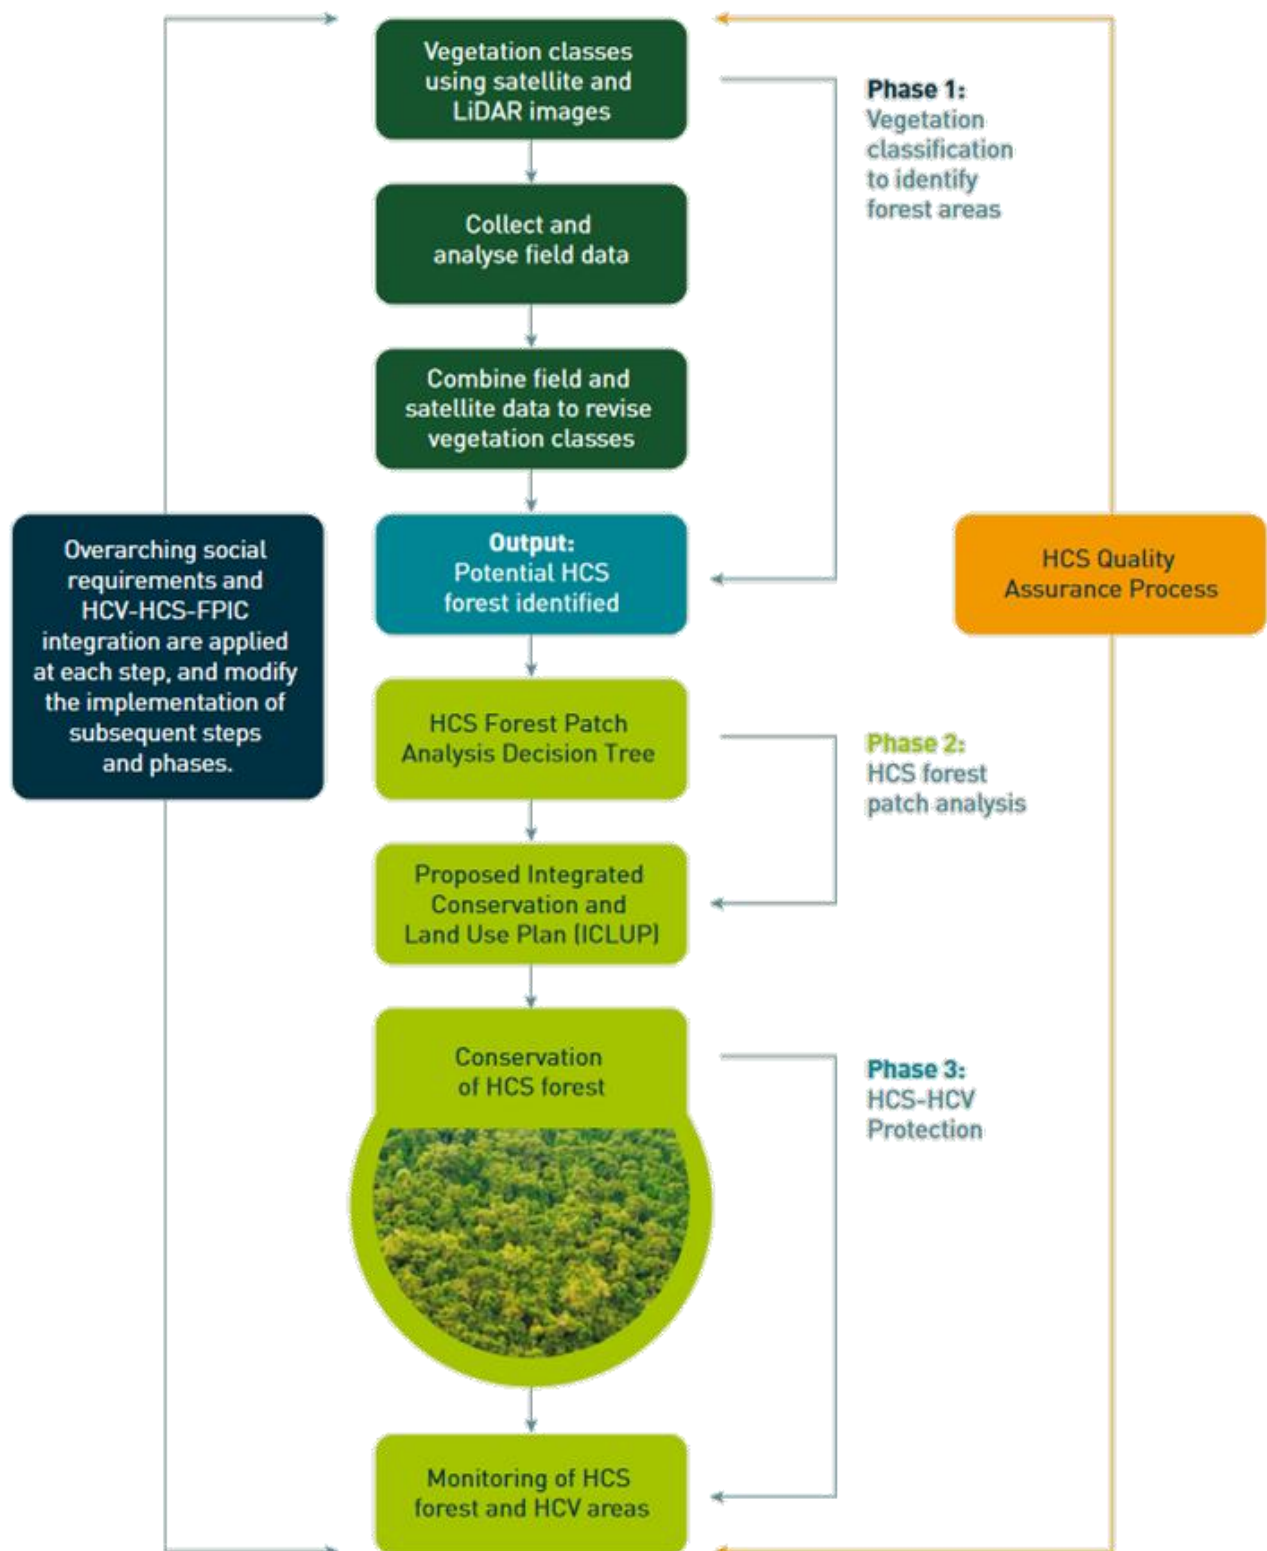 Vegetation classes
using satellite and
LiDAR images
Phase 1:
Vegetation
classification
to identify
forest areas
Collect and
analyse field data
Combine field and
satellite data to revise
vegetation classes
Overarching social
requirements and
HCV-HCS-FPIC
integration are applied
at each step, and modify
the implementation of
subsequent steps
and phases.
Output:
Potential HCS
forest identified
HCS Quality
Assurance Process
HCS Forest Patch
Analysis Decision Tree
Phase 2:
HCS forest
patch analysis
Proposed Integrated
Conservation and
Land Use Plan (ICLUP)
Conservation
of HCS forest
Phase 3:
HCS-HCV
Protection
Monitoring of HCS
forest and HCV areas